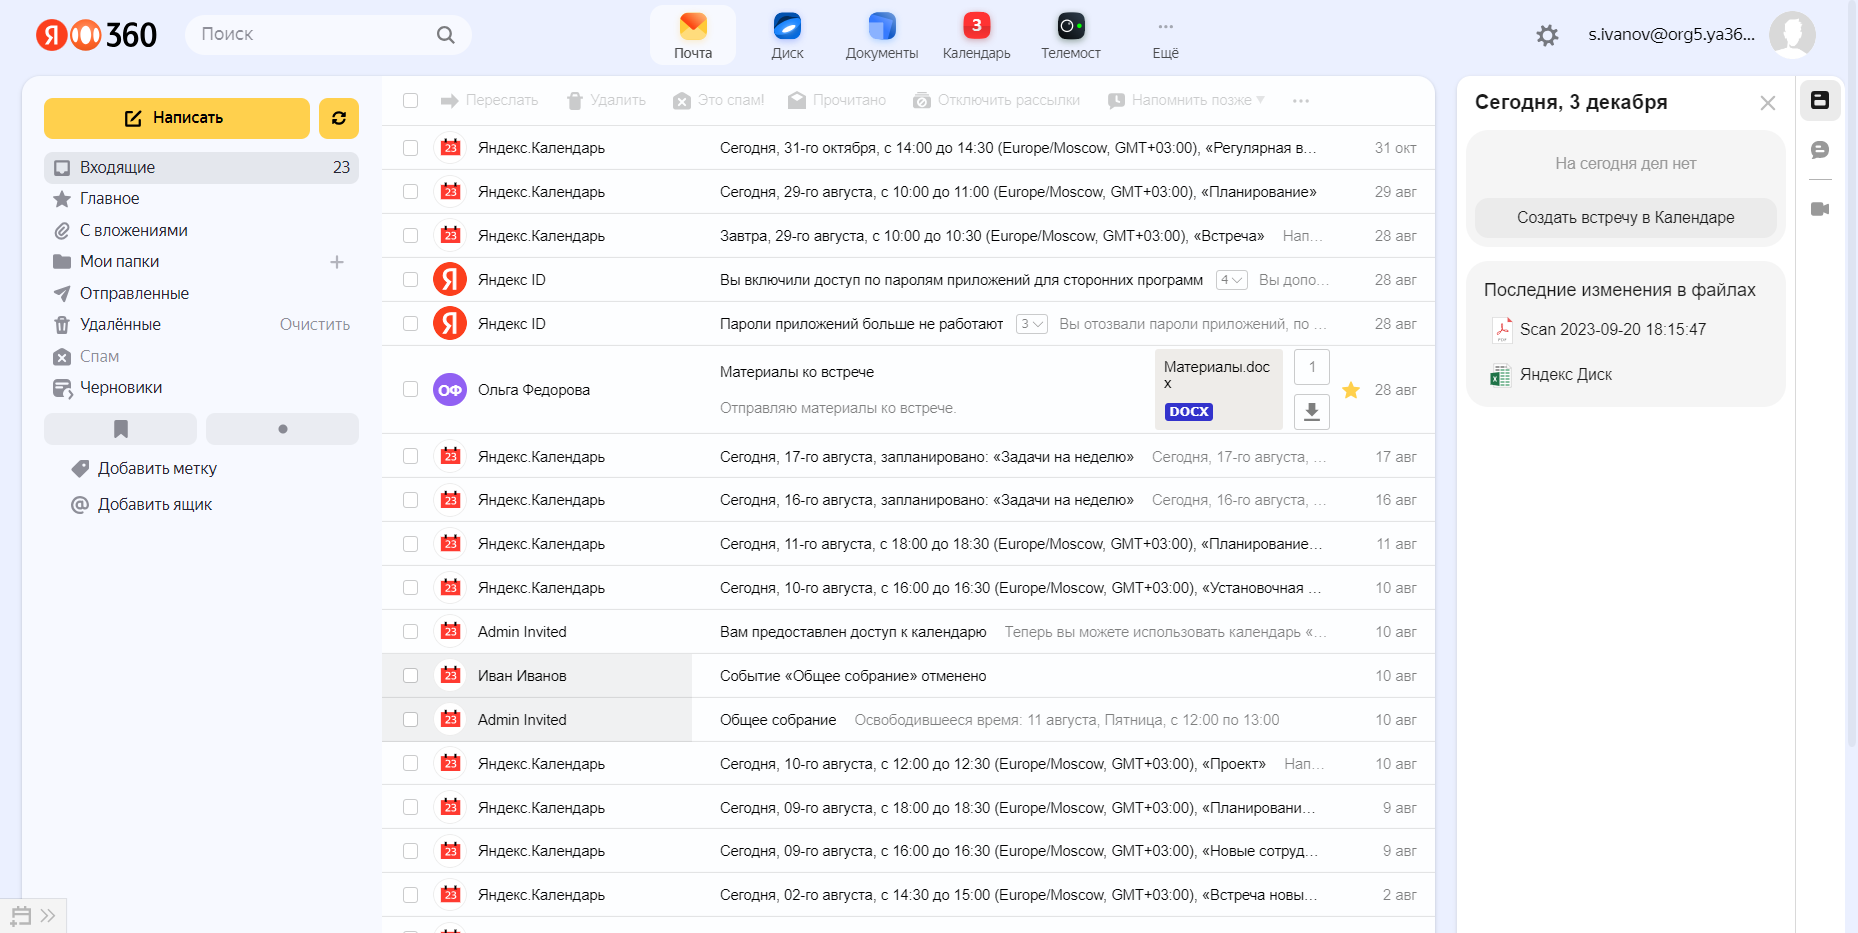 Я 360
Поиск
Почта
Диск
Документы
3
Календарь
Телемост
Ещё
s.ivanov@org5.ya36...
Написать
Входящие 23
Главное
С вложениями
Мои папки
Отправленные
Удалённые Очистить
Спам
Черновики
Добавить метку
Добавить ящик
Переслать Удалить Это спам! Прочитано Отключить рассылки Напомнить позже
23 Яндекс.Календарь Сегодня, 31-го октября, с 14:00 до 14:30 (Europe/Moscow, GMT+03:00), «Регулярная в... 31 окт
23 Яндекс.Календарь Сегодня, 29-го августа, с 10:00 до 11:00 (Europe/Moscow, GMT+03:00), «Планирование» 29 авг
23 Яндекс.Календарь Завтра, 29-го августа, с 10:00 до 10:30 (Europe/Moscow, GMT+03:00), «Встреча» Нап... 28 авг
Я Яндекс ID Вы включили доступ по паролям приложений для сторонних программ 4 Вы допо... 28 авг
Я Яндекс ID Пароли приложений больше не работают 3 Вы отозвали пароли приложений, по ... 28 авг
ОФ Ольга Федорова Материалы ко встрече
Отправляю материалы ко встрече.
Материалы.doc
x
DOCX
1
28 авг
23 Яндекс.Календарь Сегодня, 17-го августа, запланировано: «Задачи на неделю» Сегодня, 17-го августа, ... 17 авг
23 Яндекс.Календарь Сегодня, 16-го августа, запланировано: «Задачи на неделю» Сегодня, 16-го августа, ... 16 авг
23 Яндекс.Календарь Сегодня, 11-го августа, с 18:00 до 18:30 (Europe/Moscow, GMT+03:00), «Планирование... 11 авг
23 Яндекс.Календарь Сегодня, 10-го августа, с 16:00 до 16:30 (Europe/Moscow, GMT+03:00), «Установочная ... 10 авг
23 Admin Invited Вам предоставлен доступ к календарю Теперь вы можете использовать календарь «... 10 авг
23 Иван Иванов Событие «Общее собрание» отменено 10 авг
23 Admin Invited Общее собрание Освободившееся время: 11 августа, Пятница, с 12:00 по 13:00 10 авг
23 Яндекс.Календарь Сегодня, 10-го августа, с 12:00 до 12:30 (Europe/Moscow, GMT+03:00), «Проект» Нап... 10 авг
23 Яндекс.Календарь Сегодня, 09-го августа, с 18:00 до 18:30 (Europe/Moscow, GMT+03:00), «Планировани... 9 авг
23 Яндекс.Календарь Сегодня, 09-го августа, с 16:00 до 16:30 (Europe/Moscow, GMT+03:00), «Новые сотруд... 9 авг
23 Яндекс.Календарь Сегодня, 02-го августа, с 14:30 до 15:00 (Europe/Moscow, GMT+03:00), «Встреча новы... 2 авг
Сегодня, 3 декабря
На сегодня дел нет
Создать встречу в Календаре
Последние изменения в файлах
PDF Scan 2023-09-20 18:15:47
X Яндекс Диск